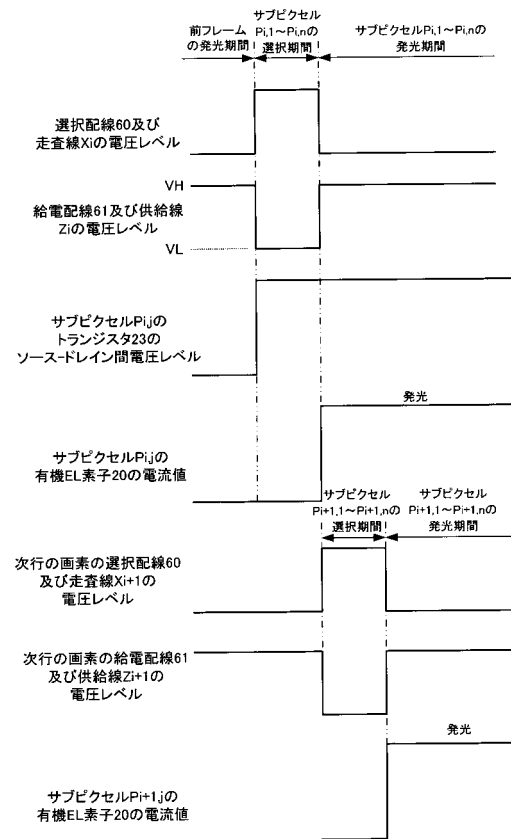 前フレーム
の発光期間
サブピクセル
Pi,1～Pi,nの
選択期間
サブピクセルPi,1～Pi,nの
発光期間
選択配線60及び
走査線Xiの電圧レベル
VH
給電配線61及び供給線
Ziの電圧レベル
VL
サブピクセルPi,jの
トランジスタ23の
ソース-ドレイン間電圧レベル
発光
サブピクセルPi,jの
有機EL素子20の電流値
サブピクセル
Pi+1,1～Pi+1,nの
選択期間
サブピクセル
Pi+1,1～Pi+1,nの
発光期間
次行の画素の選択配線60
及び走査線Xi+1の
電圧レベル
次行の画素の給電配線61
及び供給線Zi+1の
電圧レベル
発光
サブピクセルPi+1,jの
有機EL素子20の電流値